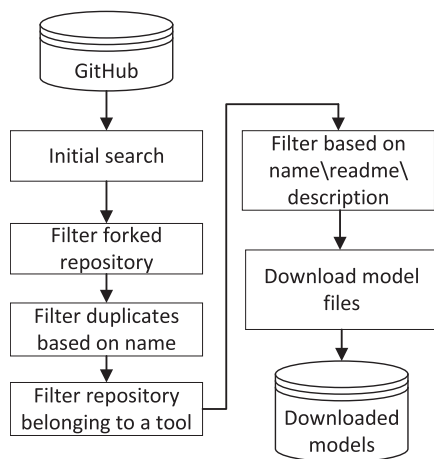 GitHub
Initial search
Filter forked
repository
Filter duplicates
based on name
Filter repository
belonging to a tool
Filter based on
name\readme\
description
Download model
files
Downloaded
models